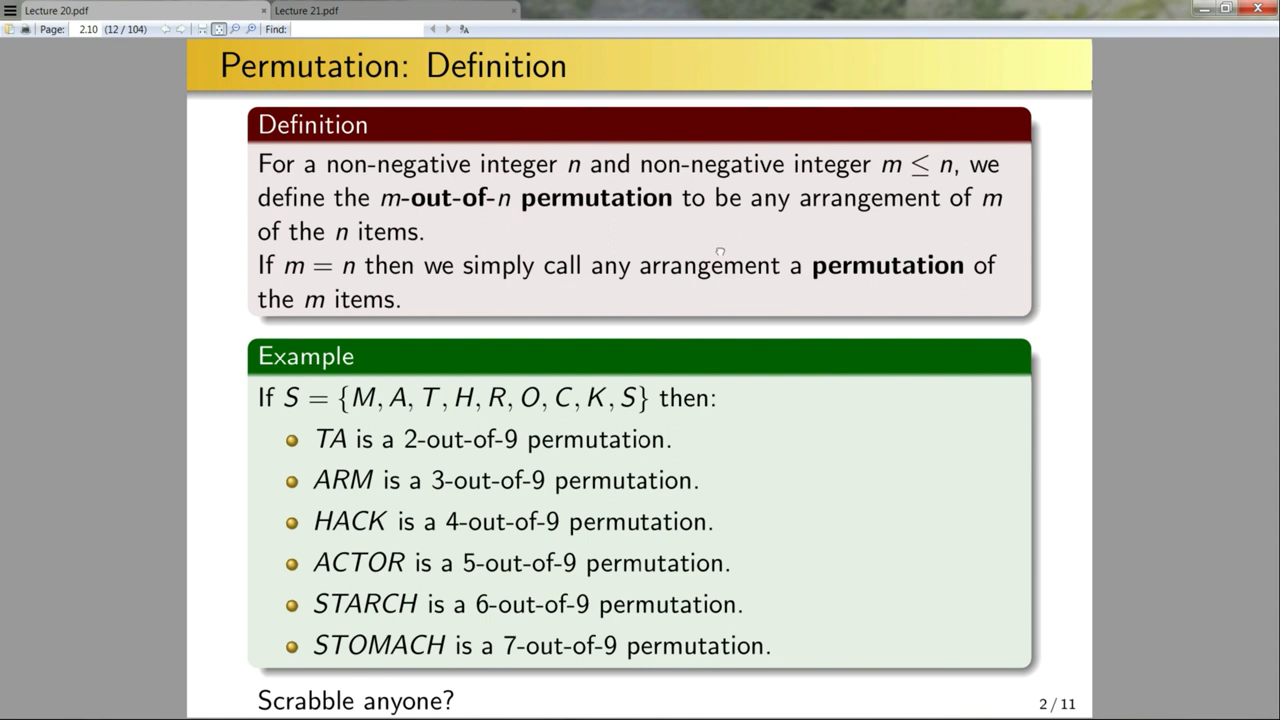 Lecture 20.pdf × Lecture 21.pdf ×
Page: 2.10 (12 / 104) Find:
Permutation: Definition
Definition
For a non-negative integer n and non-negative integer m ≤ n, we
define the m-out-of-n permutation to be any arrangement of m
of the n items.
If m = n then we simply call any arrangement a permutation of
the m items.
Example
If S = {M, A, T, H, R, O, C, K, S} then:
TA is a 2-out-of-9 permutation.
ARM is a 3-out-of-9 permutation.
HACK is a 4-out-of-9 permutation.
ACTOR is a 5-out-of-9 permutation.
STARCH is a 6-out-of-9 permutation.
STOMACH is a 7-out-of-9 permutation.
Scrabble anyone?
2 / 11